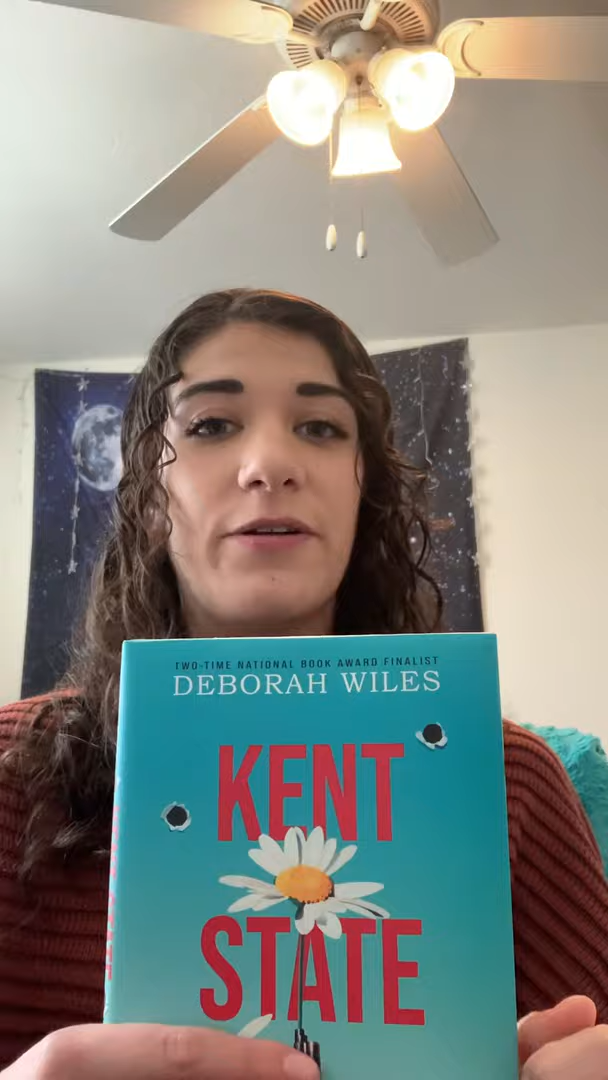 TWO-TIME NATIONAL BOOK AWARD FINALIST
DEBORAH WILES
KENT
STATE